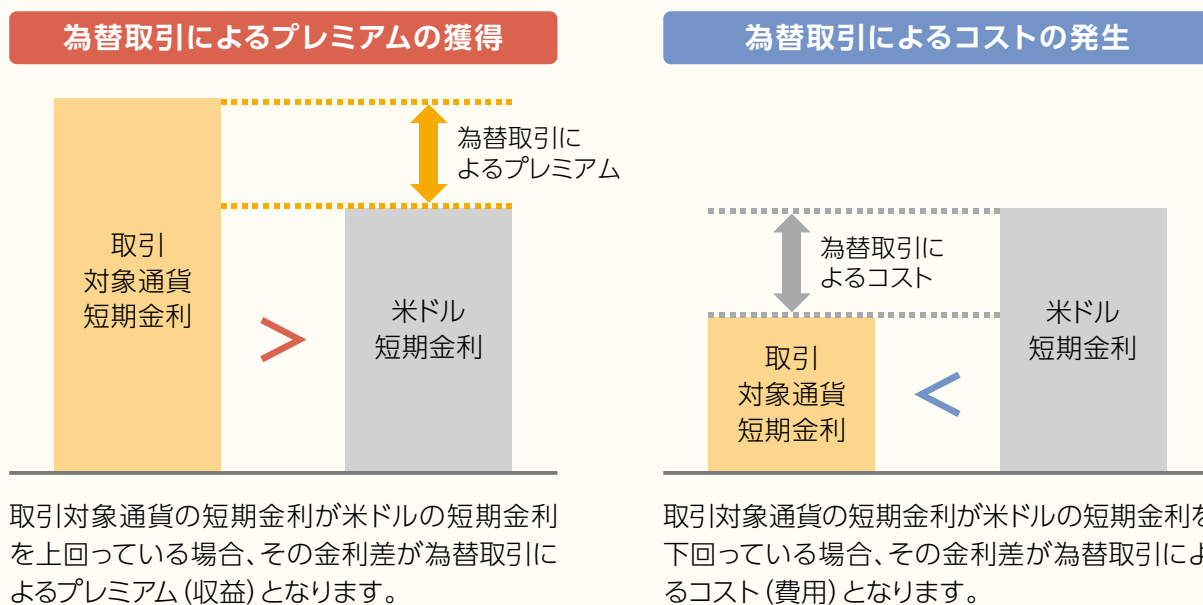 為替取引によるプレミアムの獲得
為替取引に
よるプレミアム
取引
対象通貨
短期金利
>
米ドル
短期金利
取引対象通貨の短期金利が米ドルの短期金利
を上回っている場合、その金利差が為替取引に
よるプレミアム(収益)となります。
為替取引によるコストの発生
為替取引に
よるコスト
取引
対象通貨
短期金利
<
米ドル
短期金利
取引対象通貨の短期金利が米ドルの短期金利を
下回っている場合、その金利差が為替取引によ
るコスト(費用)となります。